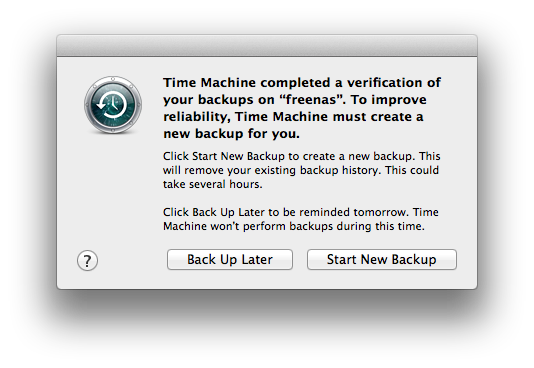 Time Machine completed a verification of
your backups on “freenas”. To improve
reliability, Time Machine must create a
new backup for you.
Click Start New Backup to create a new backup. This
will remove your existing backup history. This could
take several hours.
Click Back Up Later to be reminded tomorrow. Time
Machine won't perform backups during this time.
?
Back Up Later
Start New Backup